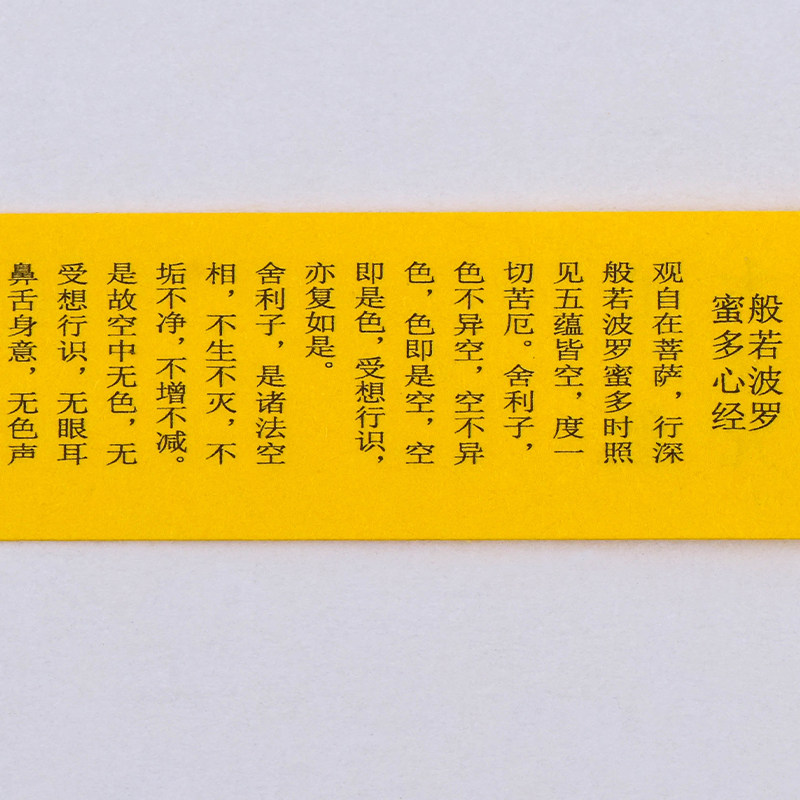 般若波罗
蜜多心经
观自在菩萨，行深
般若波罗蜜多时照
见五蕴皆空，度一
切苦厄。舍利子，
色不异空，空不异
色，色即是空，空
即是色，受想行识，
亦复如是。
舍利子，是诸法空
相，不生不灭，不
垢不净，不增不减。
是故空中无色，无
受想行识，无眼耳
鼻舌身意，无色声